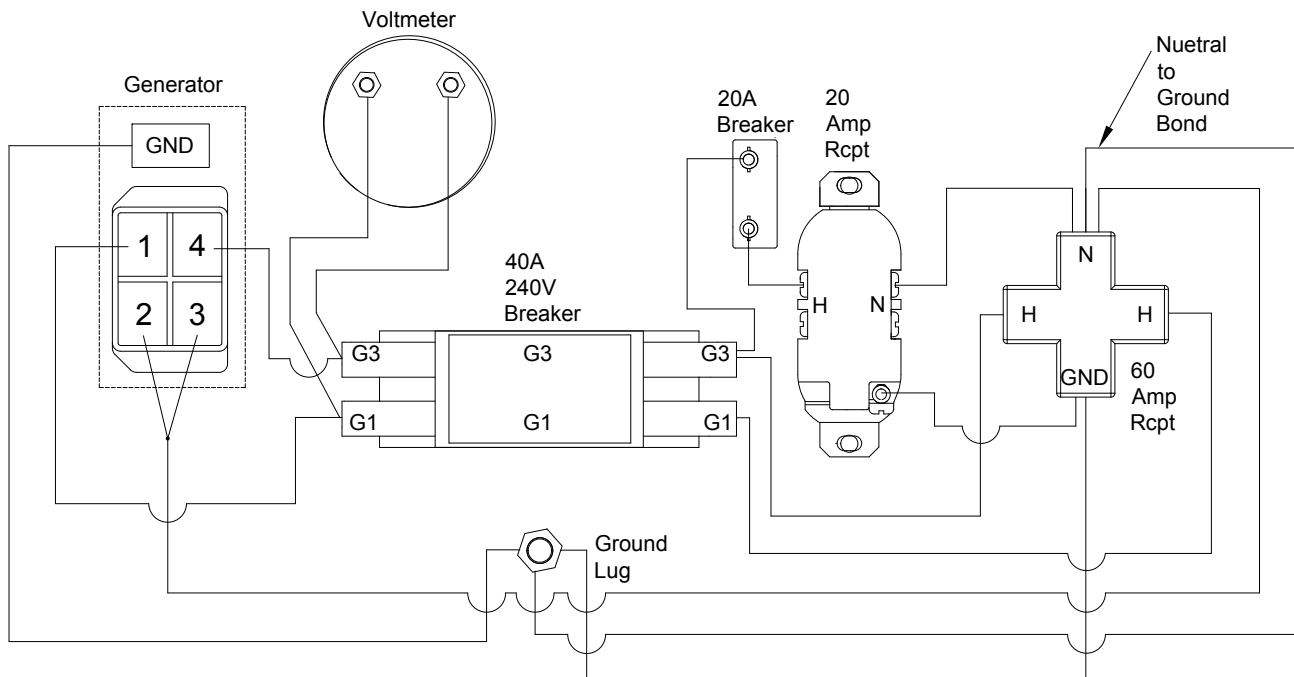 Voltmeter
Generator
GND
1
4
2
3
40A
240V
Breaker
G3
G3
G3
G1
G1
G1
20A
Breaker
20
Amp
Rcpt
H
N
Nuetral
to
Ground
Bond
N
H
H
GND
60
Amp
Rcpt
Ground
Lug